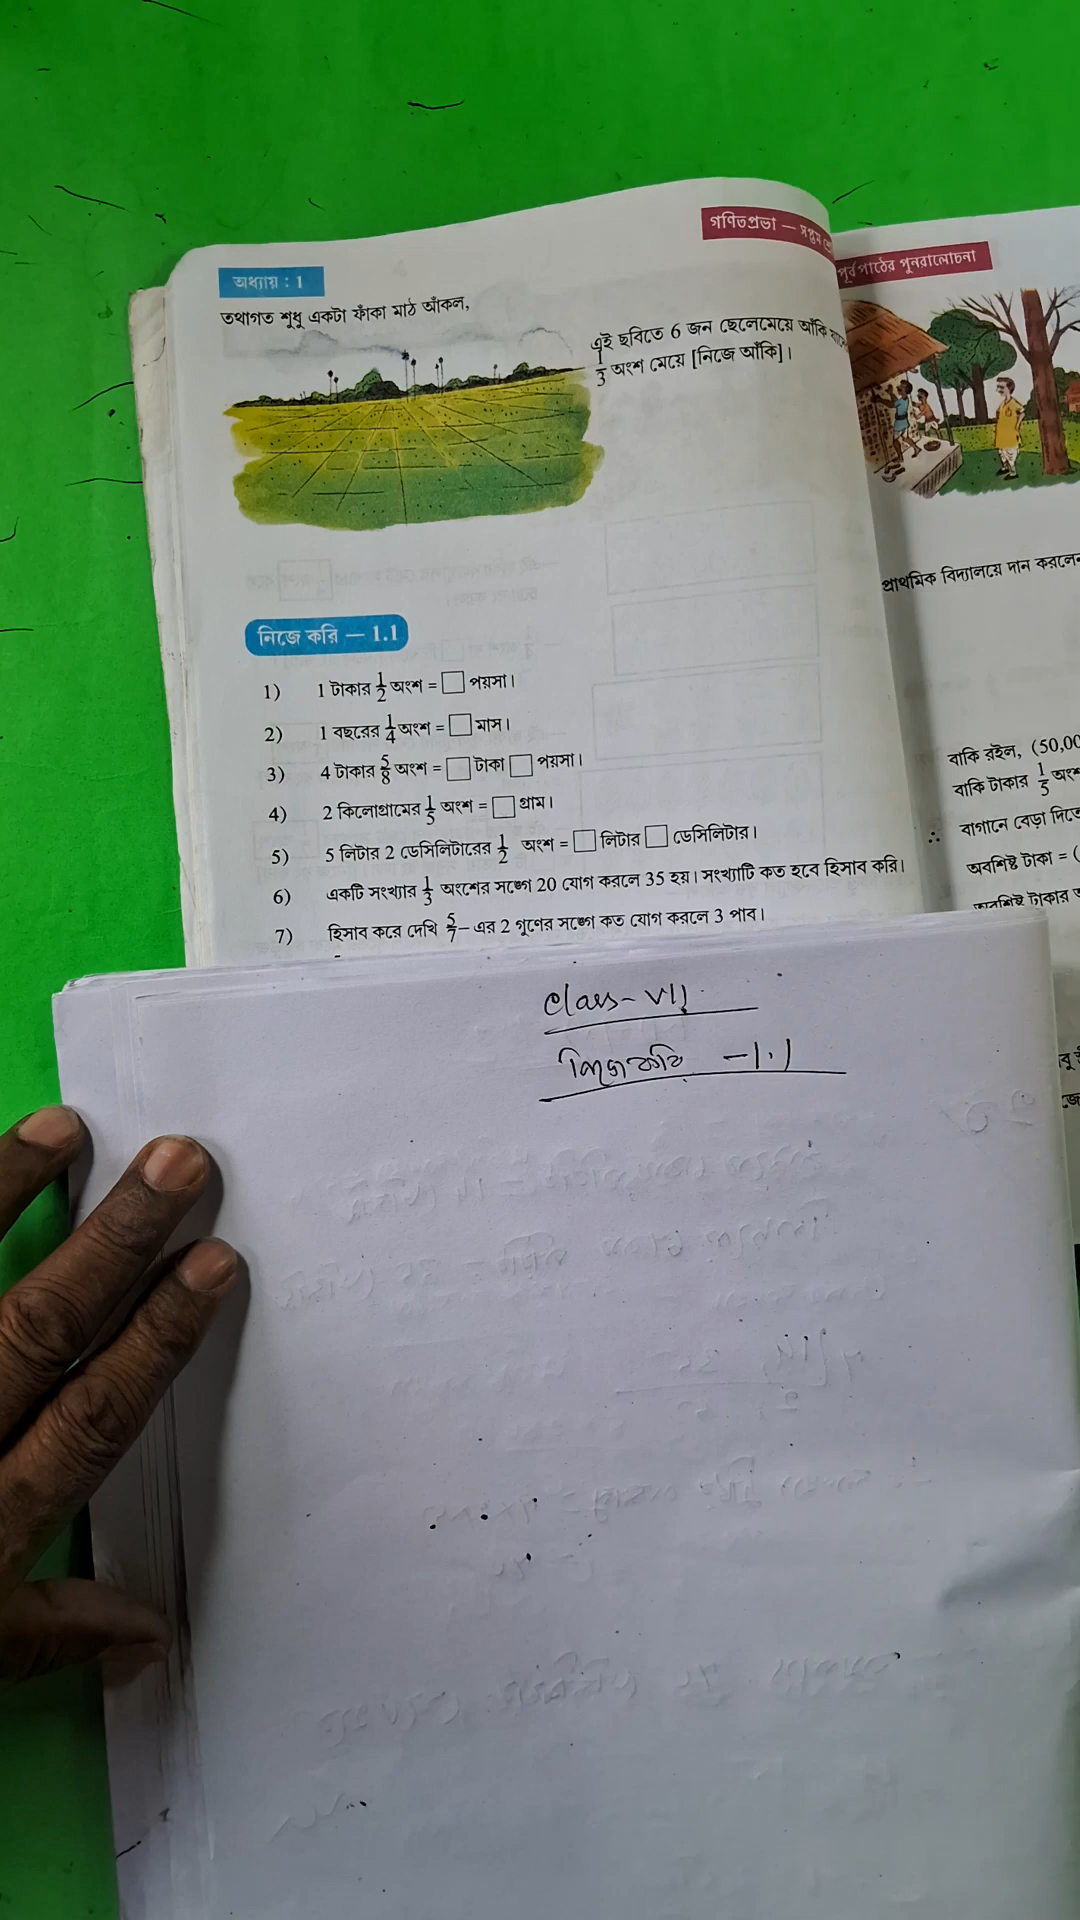 গণিতপ্রভা — সপ্তম
অধ্যায় : 1
তথাগত শুধু একটা ফাঁকা মাঠ আঁকল,
এই ছবিতে 6 জন ছেলেমেয়ে আঁকি
1/3 অংশ মেয়ে [নিজে আঁকি]।
নিজে করি — 1.1
1) 1 টাকার 1/2 অংশ = □ পয়সা।
2) 1 বছরের 1/4 অংশ = □ মাস।
3) 4 টাকার 5/8 অংশ = □ টাকা □ পয়সা।
4) 2 কিলোগ্রামের 1/5 অংশ = □ গ্রাম।
5) 5 লিটার 2 ডেসিলিটারের 1/2 অংশ = □ লিটার □ ডেসিলিটার।
6) একটি সংখ্যার 1/3 অংশের সঙ্গে 20 যোগ করলে 35 হয়। সংখ্যাটি কত হবে হিসাব করি।
7) হিসাব করে দেখি 5/7–এর 2 গুণের সঙ্গে কত যোগ করলে 3 পাব।
পূর্বপাঠের পুনরালোচনা
প্রাথমিক বিদ্যালয়ে দান করলেন
বাকি রইল, (50,00
বাকি টাকার 1/5 অংশ
∴ বাগানে বেড়া দিতে
অবশিষ্ট টাকা = (
অবশিষ্ট টাকার
Class - VII
নিজে করি - 1.1